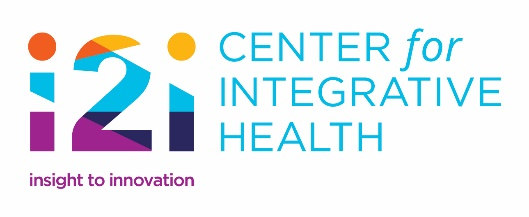 i2i
CENTER for
INTEGRATIVE
HEALTH
insight to innovation